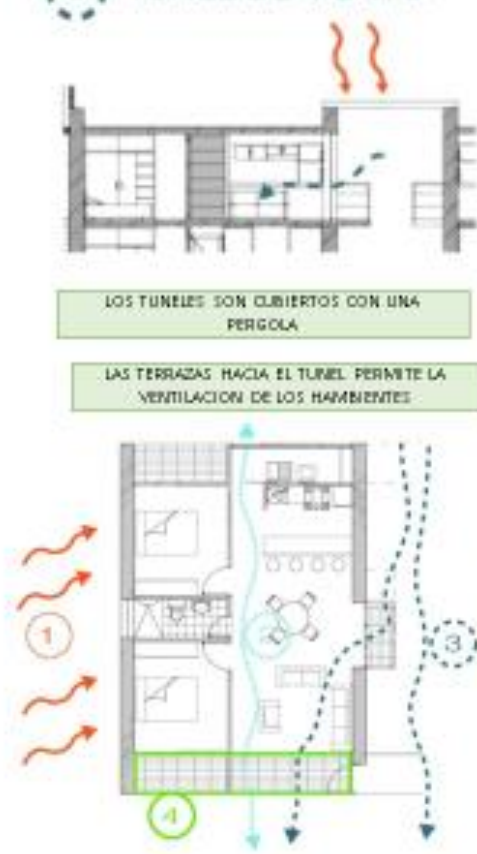 LOS TUNELES SON CUBIERTOS CON UNA
PERGOLA
LAS TERRAZAS HACIA EL TUNEL PERMITE LA
VENTILACION DE LOS HAMBIENTES
1
2
3
4